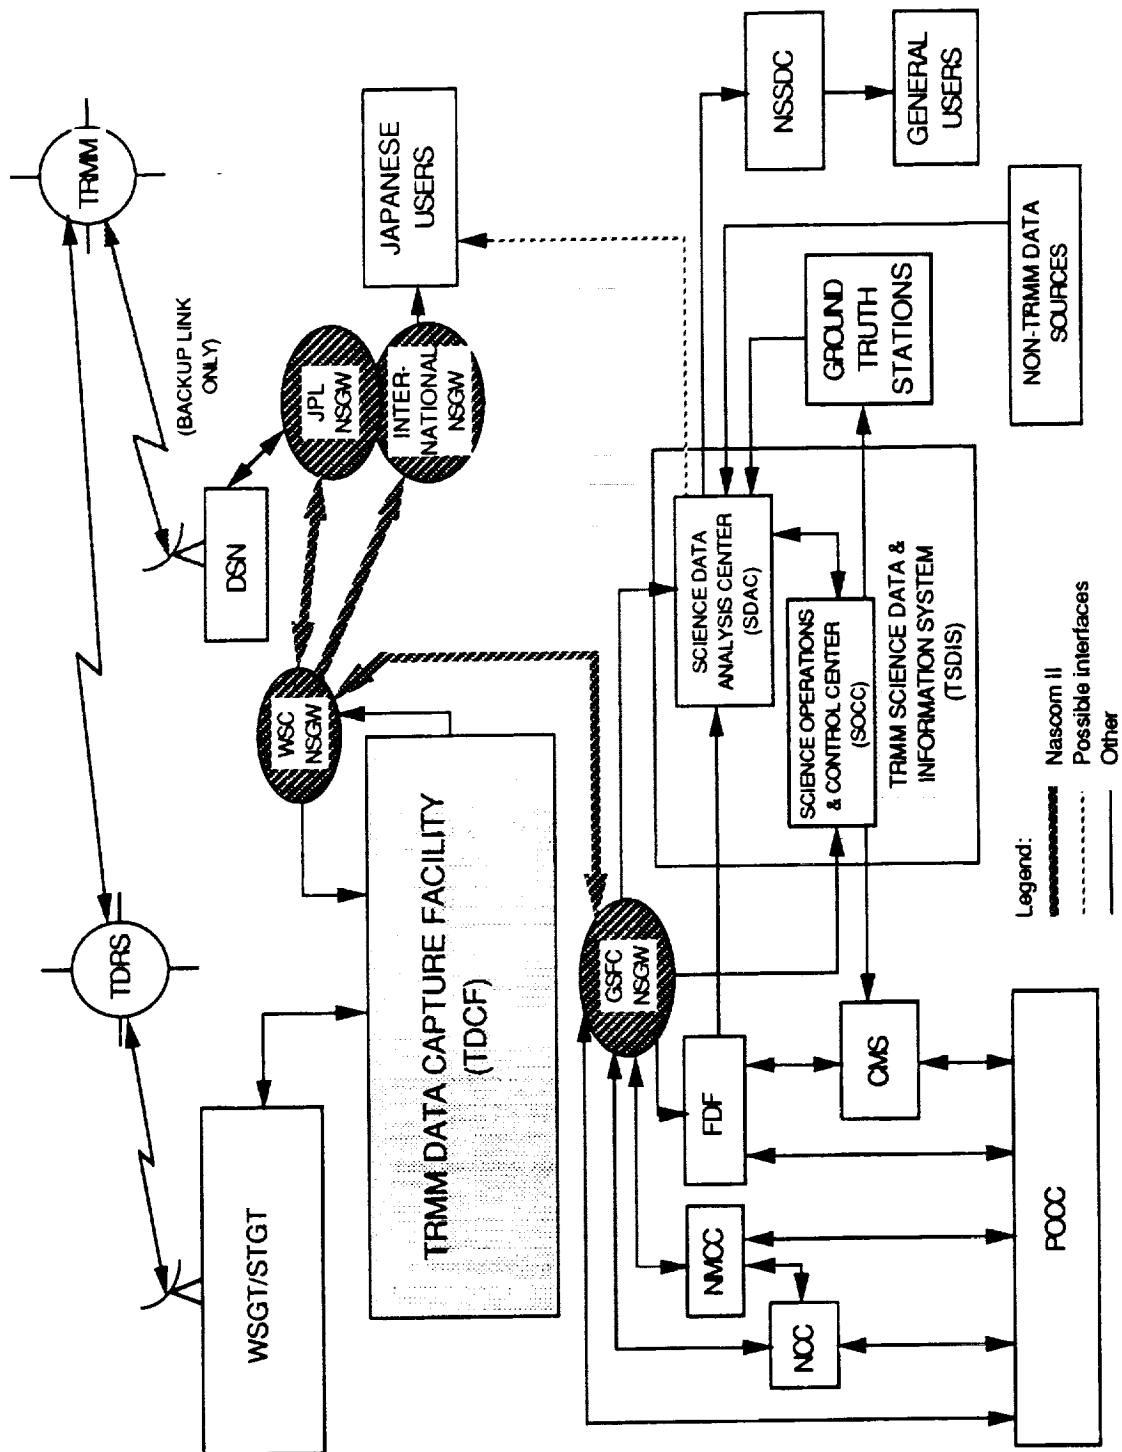 TDRS
TRMM
WSGT/STGT
DSN
(BACKUP LINK
ONLY)
WSC
NSGW
JPL
NSGW
INTER-
NATIONAL
NSGW
JAPANESE
USERS
TRMM DATA CAPTURE FACILITY
(TDCF)
GSFC
NSGW
NCC
NMCC
FDF
CMS
POCC
SCIENCE DATA
ANALYSIS CENTER
(SDAC)
SCIENCE OPERATIONS
& CONTROL CENTER
(SOCC)
TRMM SCIENCE DATA &
INFORMATION SYSTEM
(TSDIS)
GROUND
TRUTH
STATIONS
NSSDC
GENERAL
USERS
NON-TRMM DATA
SOURCES
Legend:
Nascom II
Possible interfaces
Other